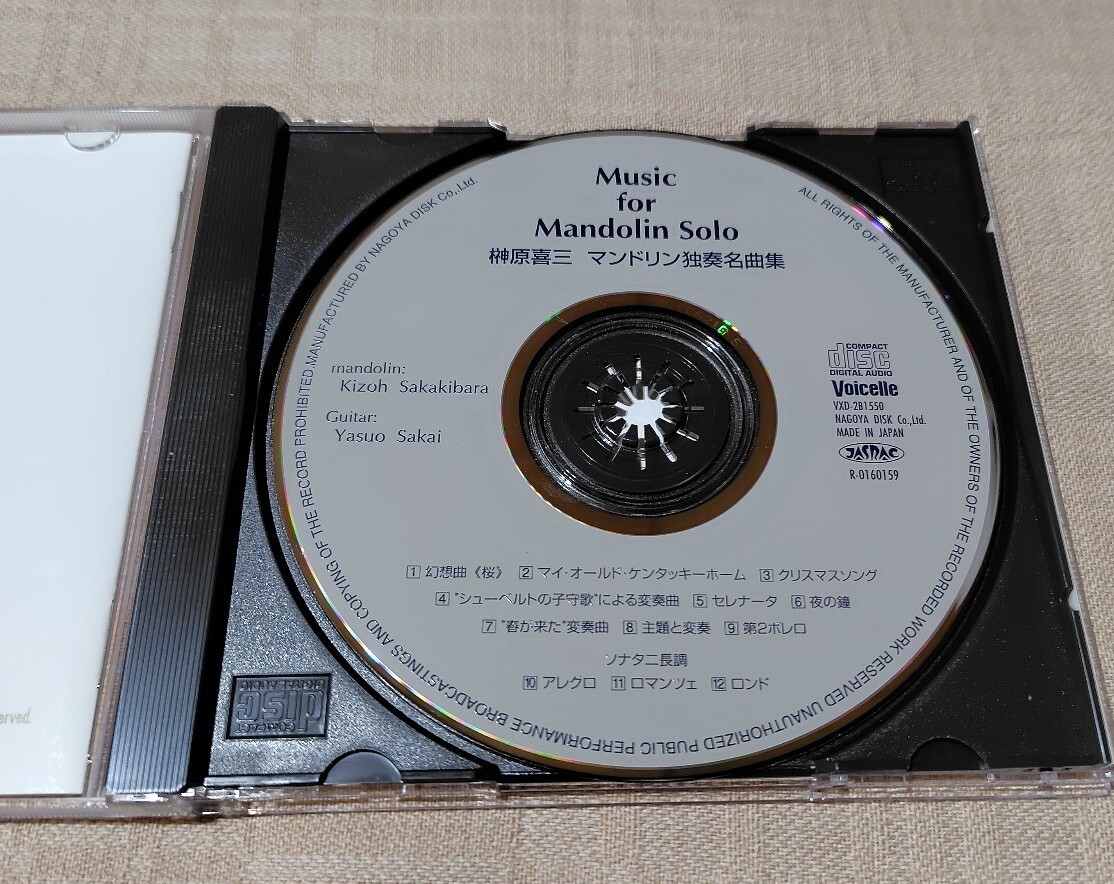 Music
for
Mandolin Solo
榊原喜三 マンドリン独奏名曲集
mandolin:
Kizoh Sakakibara
Guitar:
Yasuo Sakai
COMPACT
disc
DIGITAL AUDIO
Voicelle
VXD-2B1550
NAGOYA DISK Co.,Ltd.
MADE IN JAPAN
JASRAC
R-0160159
1 幻想曲《桜》 2 マイ・オールド・ケンタッキーホーム 3 クリスマスソング
4 "シューベルトの子守歌"による変奏曲 5 セレナータ 6 夜の鐘
7 "春が来た"変奏曲 8 主題と変奏 9 第2ボレロ
ソナタニ長調
10 アレクロ 11 ロマンツェ 12 ロンド
ALL RIGHTS OF THE MANUFACTURER AND OF THE OWNERS OF THE RECORDED WORK RESERVED UNAUTHORIZED PUBLIC PERFORMANCE BROADCASTINGS AND COPYING OF THE RECORD PROHIBITED,MANUFACTURED BY NAGOYA DISK Co.,Ltd.
COMPACT
disc
DIGITAL AUDIO
erved.